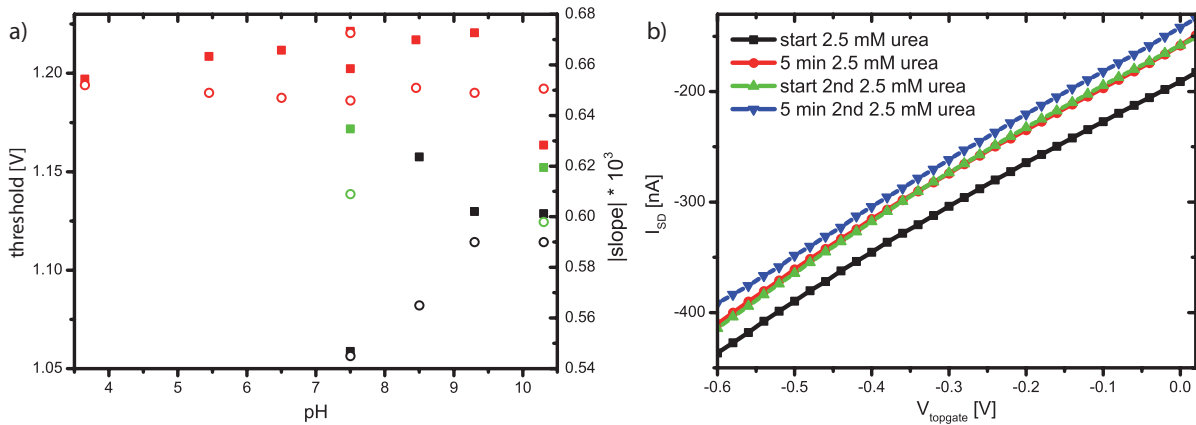 a)
threshold [V]
1.20
1.15
1.10
1.05
4 5 6 7 8 9 10
pH
0.68
0.66
0.64
0.62
0.60
0.58
0.56
0.54
|slope| * 10³
b)
start 2.5 mM urea
5 min 2.5 mM urea
start 2nd 2.5 mM urea
5 min 2nd 2.5 mM urea
I_SD [nA]
-200
-300
-400
-0.6 -0.5 -0.4 -0.3 -0.2 -0.1 0.0
V_topgate [V]